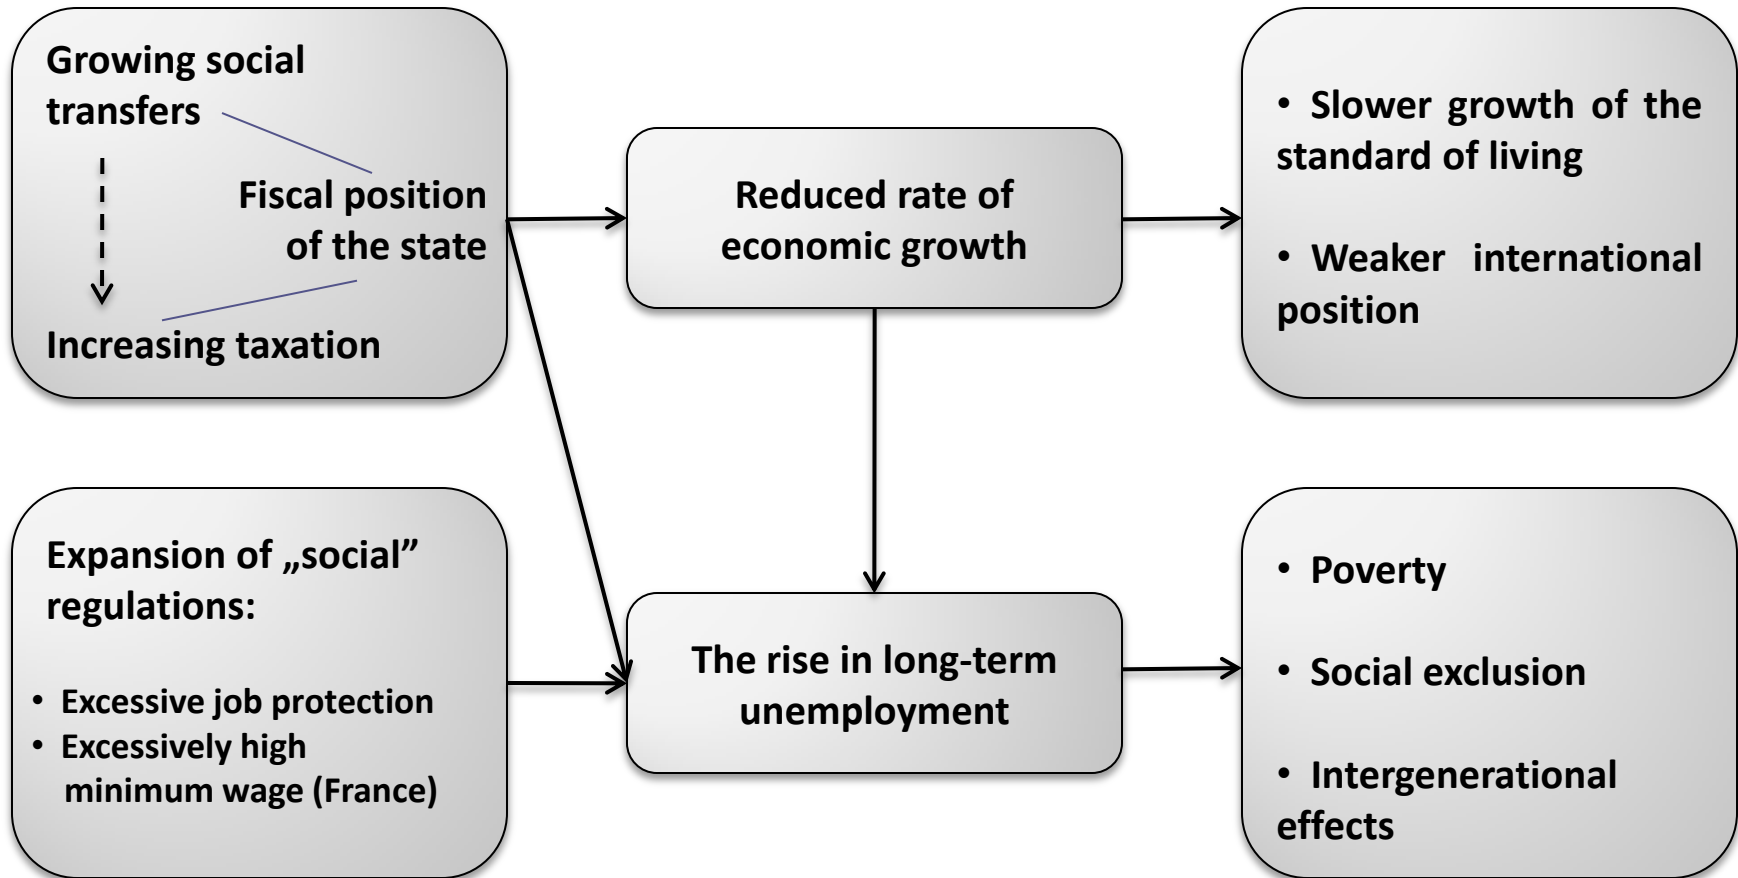 Growing social
transfers
Fiscal position
of the state
Increasing taxation
Reduced rate of
economic growth
• Slower growth of the
standard of living
• Weaker international
position
Expansion of „social”
regulations:
• Excessive job protection
• Excessively high
minimum wage (France)
The rise in long-term
unemployment
• Poverty
• Social exclusion
• Intergenerational
effects